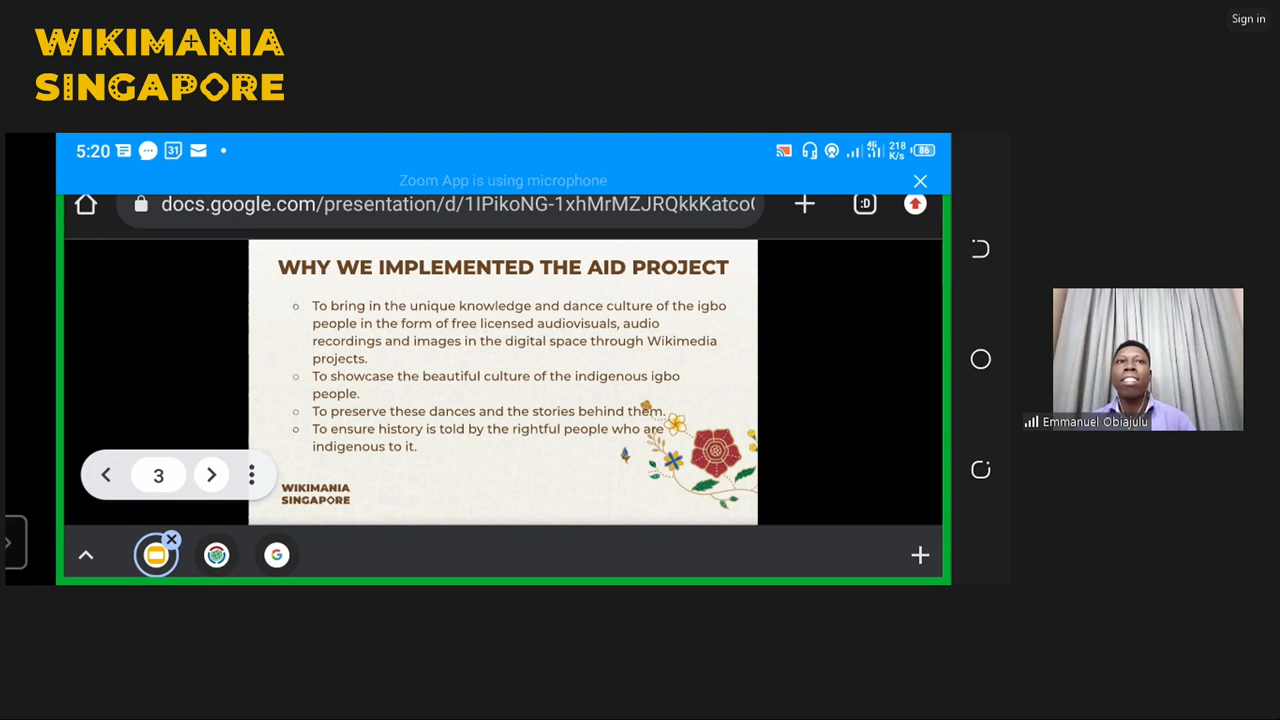 Sign in
WIKIMANIA
SINGAPORE
5:20
31
4G
218
K/s
86
Zoom App is using microphone
docs.google.com/presentation/d/1IPikoNG-1xhMrMZJRQkkKatco
:D
WHY WE IMPLEMENTED THE AID PROJECT
To bring in the unique knowledge and dance culture of the igbo
people in the form of free licensed audiovisuals, audio
recordings and images in the digital space through Wikimedia
projects.
To showcase the beautiful culture of the indigenous igbo
people.
To preserve these dances and the stories behind them.
To ensure history is told by the rightful people who are
indigenous to it.
3
WIKIMANIA
SINGAPORE
Emmanuel Obiajulu